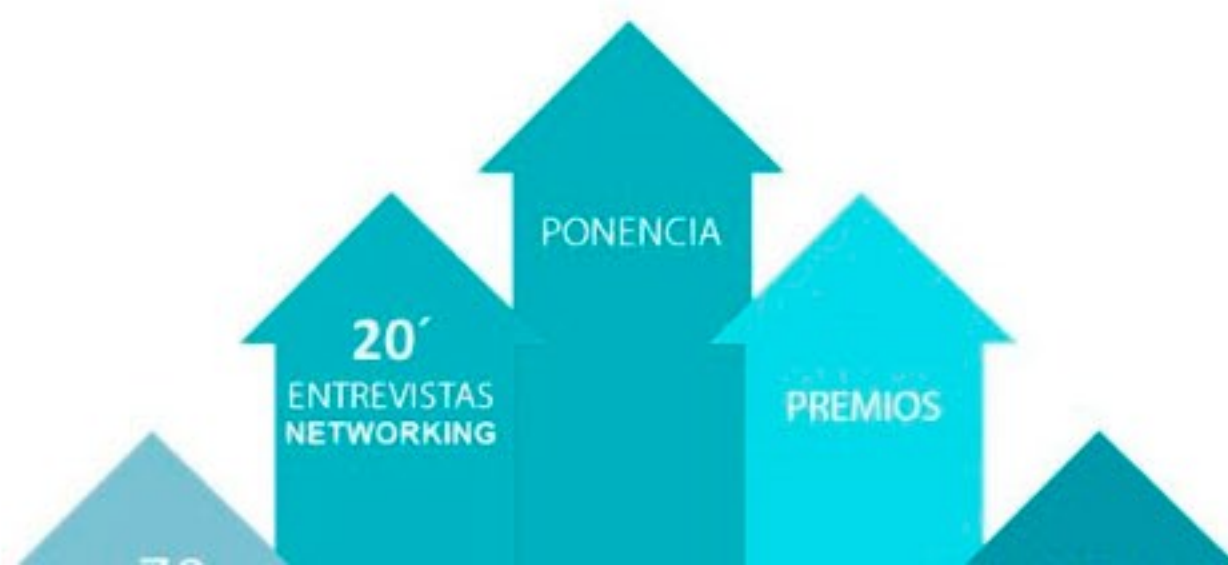 PONENCIA
20´
ENTREVISTAS
NETWORKING
PREMIOS